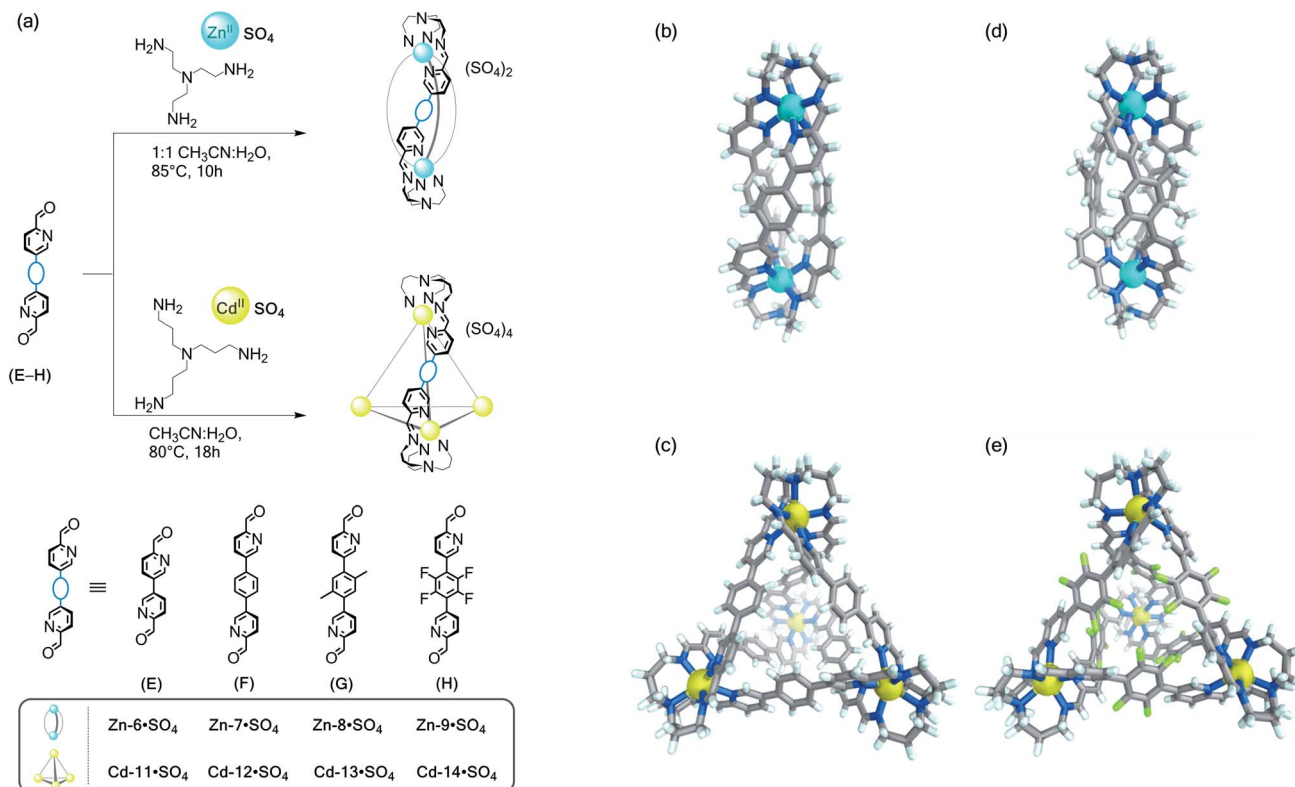 (a)
Zn^II SO₄
NH₂
H₂N
N
NH₂
NH₂
1:1 CH₃CN:H₂O,
85°C, 10h
N
N
N
N
N
N
N
N
N
N
(SO₄)₂
O
N
N
O
(E–H)
Cd^II SO₄
NH₂
N
NH₂
H₂N
CH₃CN:H₂O,
80°C, 18h
N
N
N
N
N
N
N
N
N
N
(SO₄)₄
O
N
N
O
≡
O
N
N
O
(E)
O
N
N
O
(F)
O
N
N
O
(G)
O
N
F F
F F
N
O
(H)
Zn-6•SO₄ Zn-7•SO₄ Zn-8•SO₄ Zn-9•SO₄
Cd-11•SO₄ Cd-12•SO₄ Cd-13•SO₄ Cd-14•SO₄
(b)
(d)
(c)
(e)